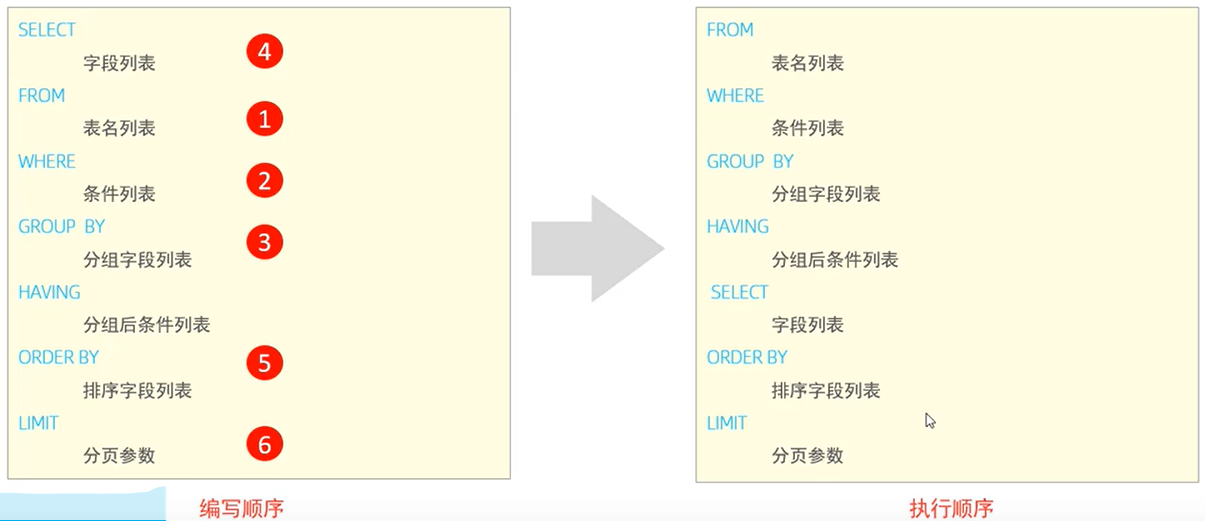 SELECT
4
字段列表
FROM
1
表名列表
WHERE
2
条件列表
GROUP BY
3
分组字段列表
HAVING
分组后条件列表
ORDER BY
5
排序字段列表
LIMIT
6
分页参数
编写顺序
FROM
表名列表
WHERE
条件列表
GROUP BY
分组字段列表
HAVING
分组后条件列表
SELECT
字段列表
ORDER BY
排序字段列表
LIMIT
分页参数
执行顺序